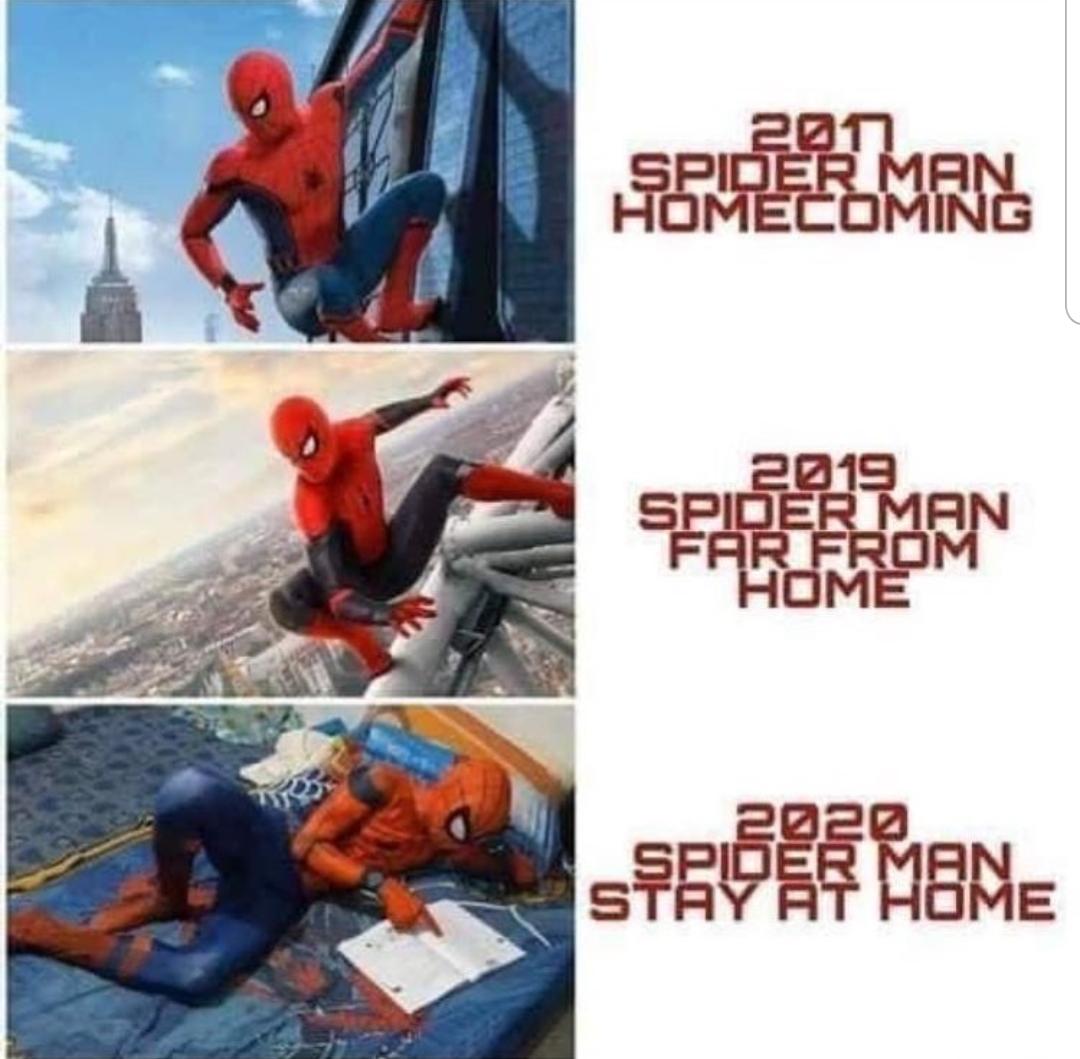 2017
SPIDER MAN
HOMECOMING
2019
SPIDER MAN
FAR FROM
HOME
2020
SPIDER MAN
STAY AT HOME